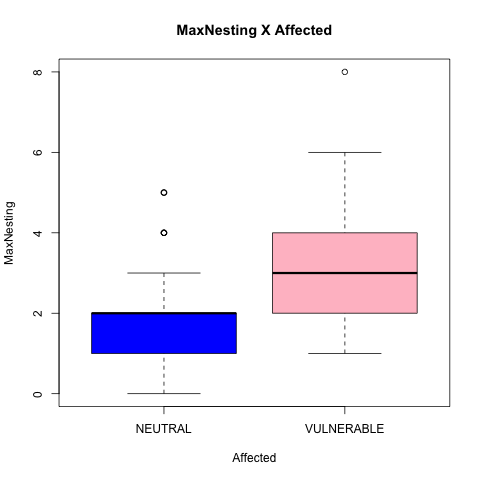 MaxNesting X Affected
MaxNesting
8
6
4
2
0
NEUTRAL VULNERABLE
Affected